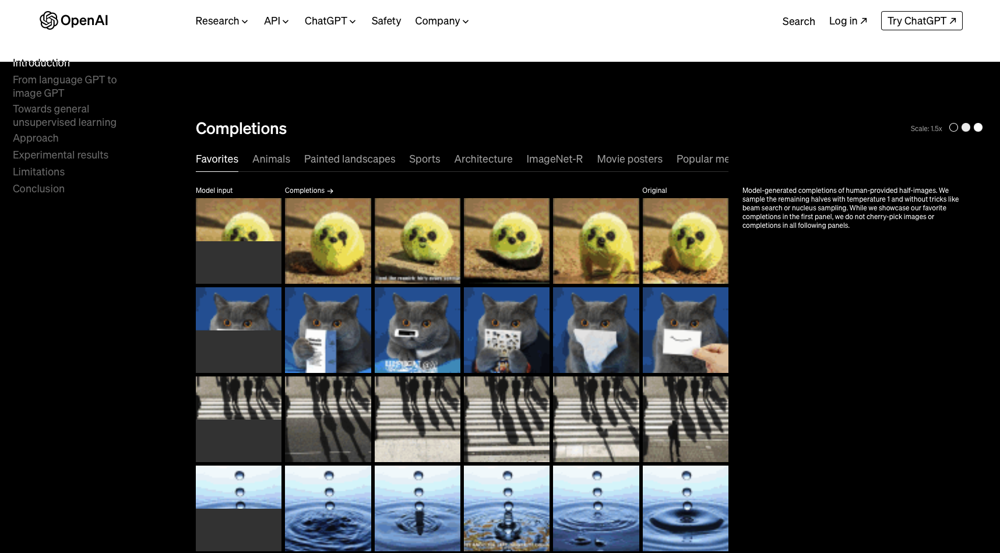 OpenAI
Research
API
ChatGPT
Safety
Company
Search
Log in ↗
Try ChatGPT ↗
Introduction
From language GPT to
image GPT
Towards general
unsupervised learning
Approach
Experimental results
Limitations
Conclusion
Completions
Scale: 1.5x
Favorites
Animals
Painted landscapes
Sports
Architecture
ImageNet-R
Movie posters
Popular me
Model input
Completions →
Original
Model-generated completions of human-provided half-images. We
sample the remaining halves with temperature 1 and without tricks like
beam search or nucleus sampling. While we showcase our favorite
completions in the first panel, we do not cherry-pick images or
completions in all following panels.